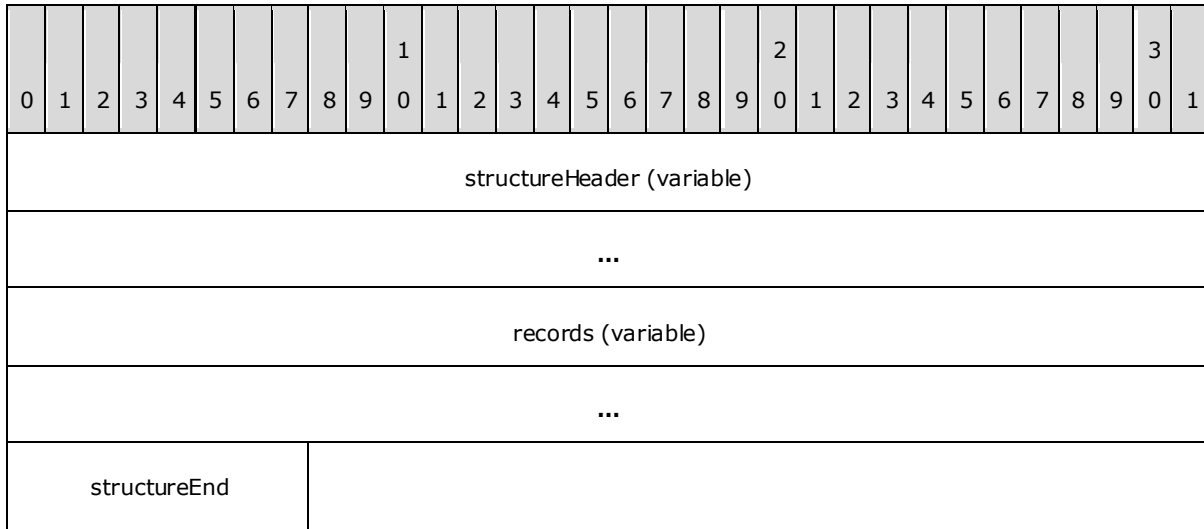 1 2 3
0 1 2 3 4 5 6 7 8 9 0 1 2 3 4 5 6 7 8 9 0 1 2 3 4 5 6 7 8 9 0 1
structureHeader (variable)
...
records (variable)
...
structureEnd